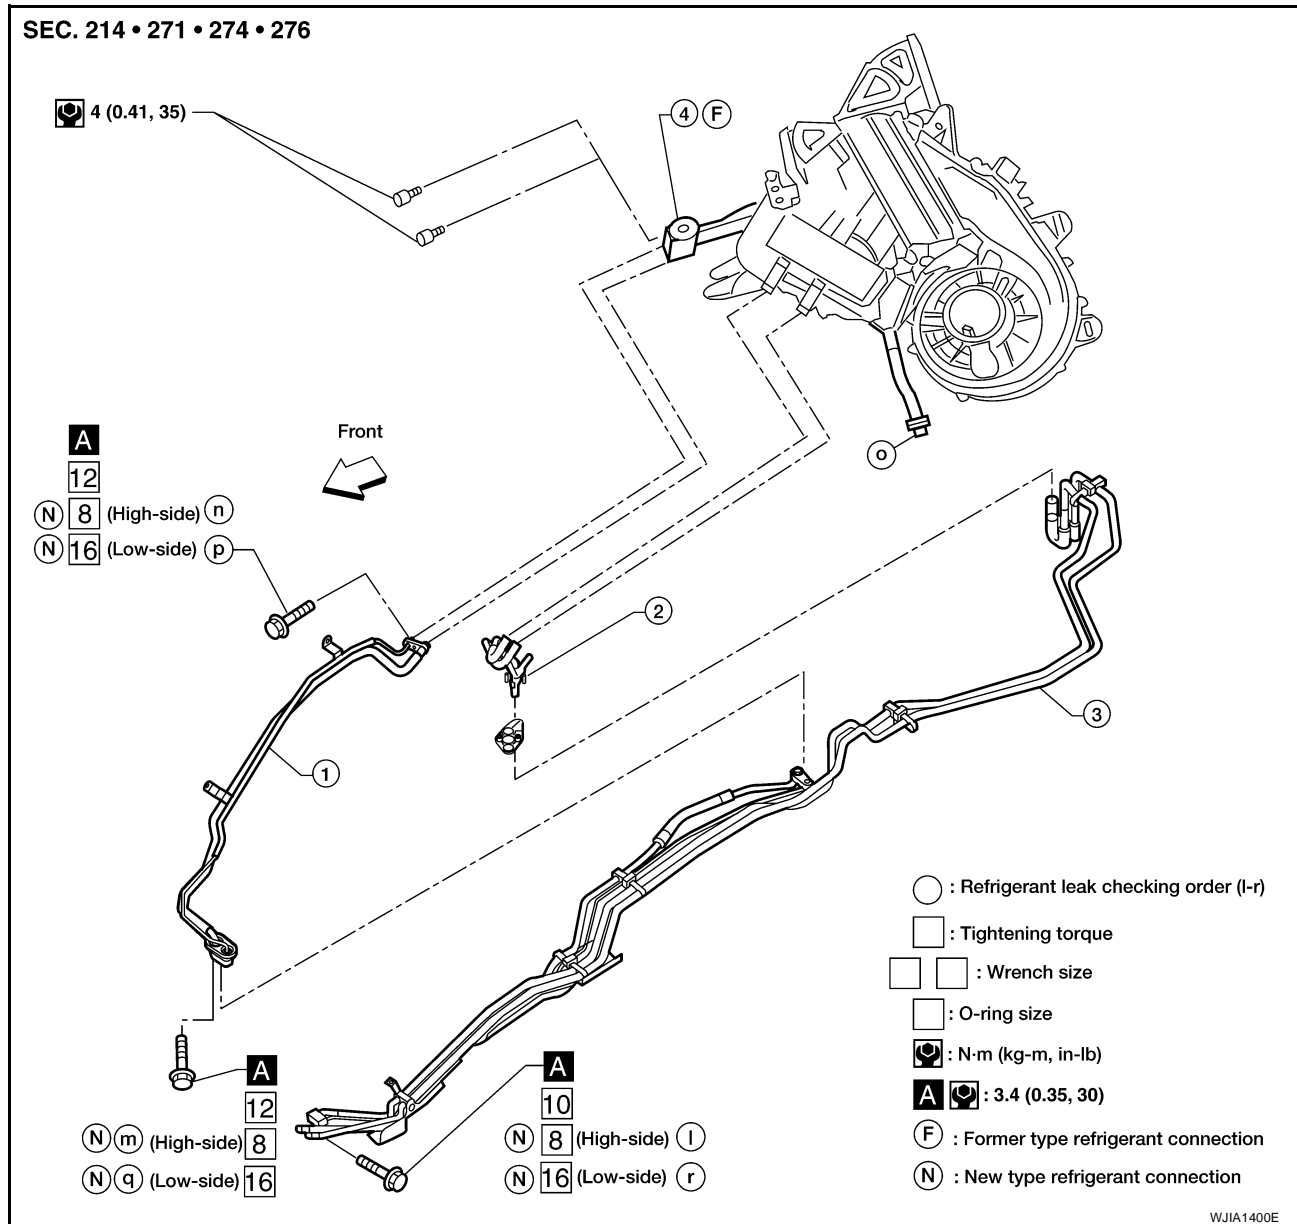 SEC. 214 • 271 • 274 • 276
4 (0.41, 35)
4 F
o
Front
A
12
N 8 (High-side) n
N 16 (Low-side) p
2
3
1
A
12
N m (High-side) 8
N q (Low-side) 16
A
10
N 8 (High-side) l
N 16 (Low-side) r
: Refrigerant leak checking order (l-r)
: Tightening torque
: Wrench size
: O-ring size
: N·m (kg-m, in-lb)
A : 3.4 (0.35, 30)
F : Former type refrigerant connection
N : New type refrigerant connection
WJIA1400E